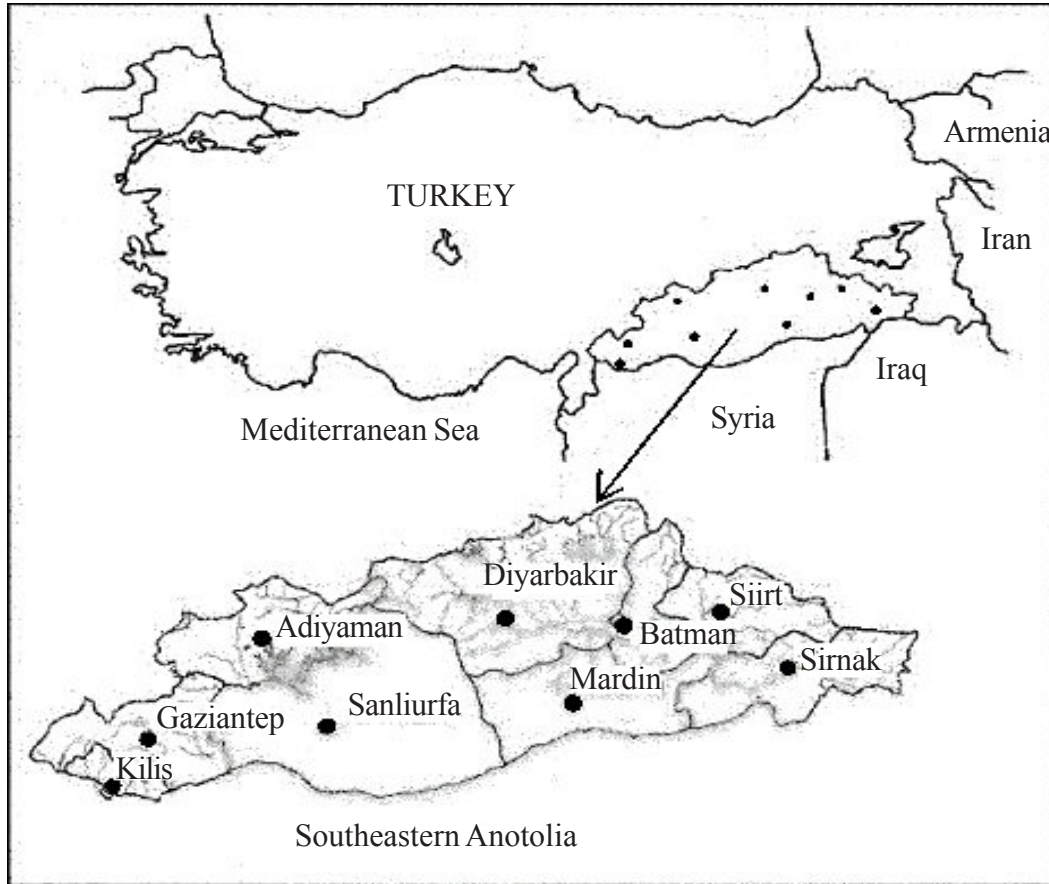 Armenia
TURKEY
Iran
Iraq
Syria
Mediterranean Sea
Diyarbakir
Siirt
Adiyaman
Batman
Sirnak
Mardin
Sanliurfa
Gaziantep
Kilis
Southeastern Anotolia